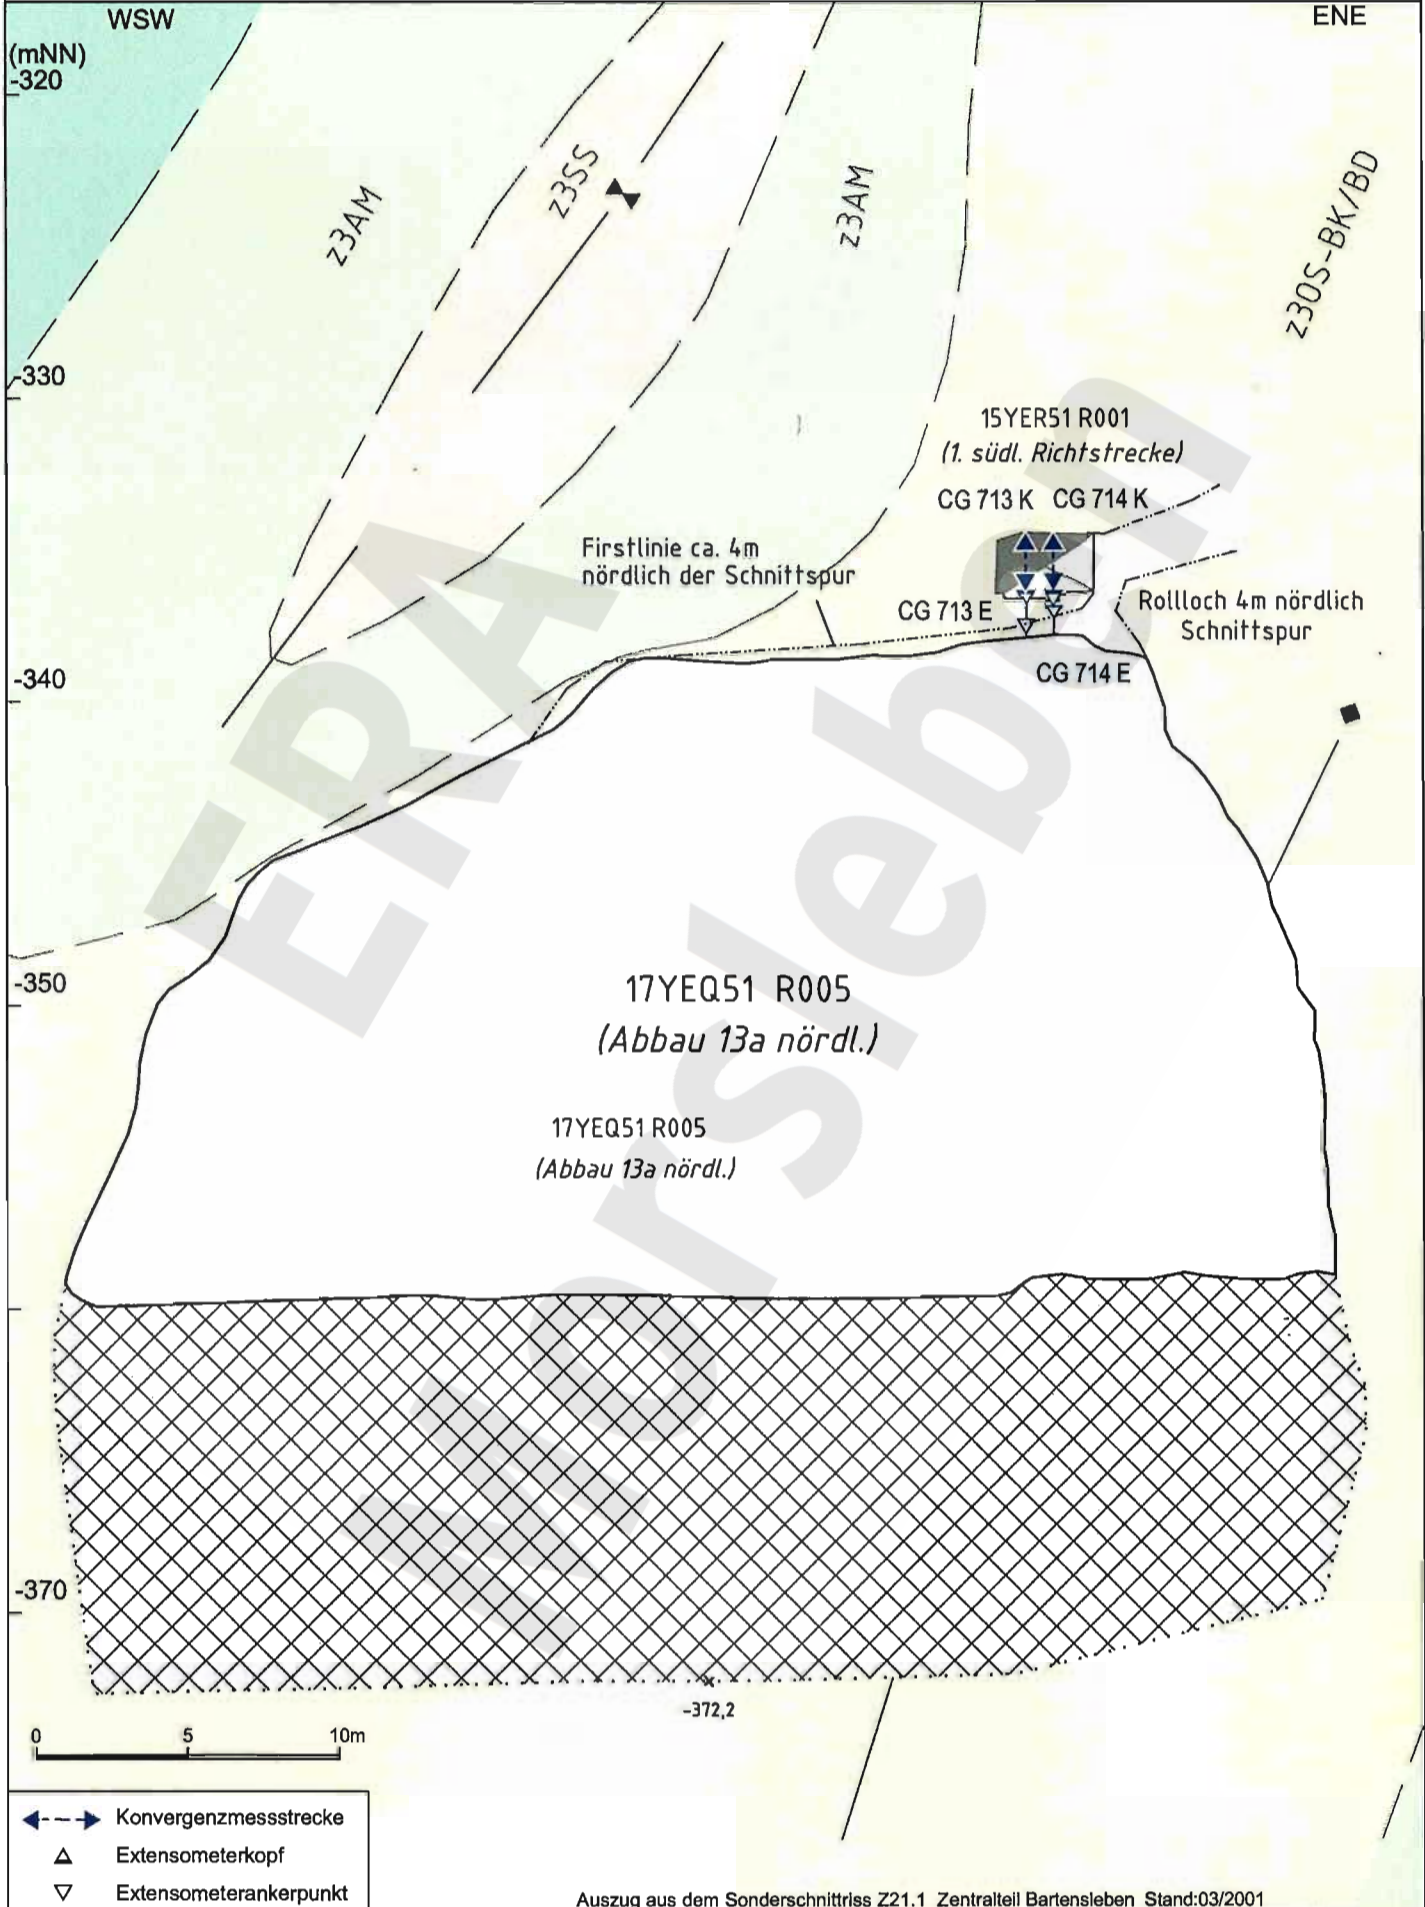 WSW
ENE
(mNN)
-320
z3AM
z3SS
z3AM
z3OS-BK/BD
-330
15YER51 R001
(1. südl. Richtstrecke)
CG 713 K CG 714 K
Firstlinie ca. 4m
nördlich der Schnittspur
CG 713 E
Rollloch 4m nördlich
Schnittspur
CG 714 E
-340
-350
17YEQ51 R005
(Abbau 13a nördl.)
17YEQ51 R005
(Abbau 13a nördl.)
-370
-372,2
0 5 10m
Konvergenzmessstrecke
Extensometerkopf
Extensometerankerpunkt
Auszug aus dem Sonderschnittriss Z21.1 Zentralteil Bartensleben Stand:03/2001
ERA
Morsleben